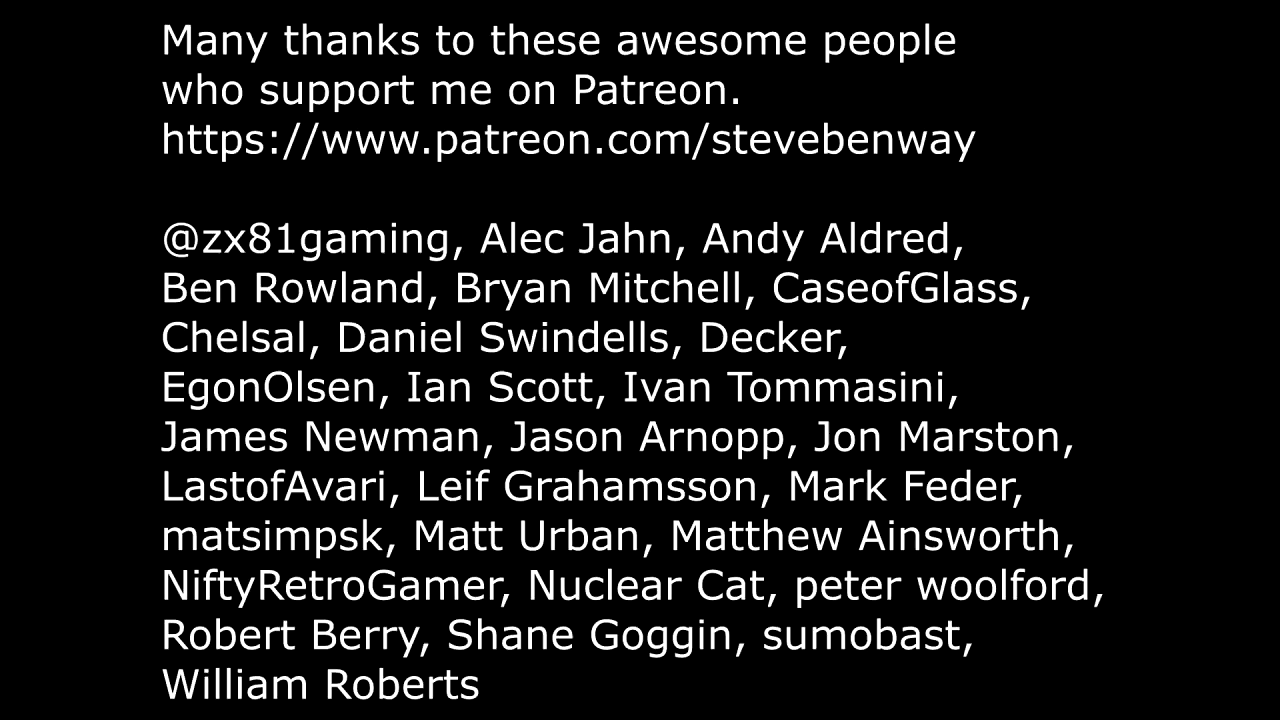 Many thanks to these awesome people
who support me on Patreon.
https://www.patreon.com/stevebenway
@zx81gaming, Alec Jahn, Andy Aldred,
Ben Rowland, Bryan Mitchell, CaseofGlass,
Chelsal, Daniel Swindells, Decker,
EgonOlsen, Ian Scott, Ivan Tommasini,
James Newman, Jason Arnopp, Jon Marston,
LastofAvari, Leif Grahamsson, Mark Feder,
matsimpsk, Matt Urban, Matthew Ainsworth,
NiftyRetroGamer, Nuclear Cat, peter woolford,
Robert Berry, Shane Goggin, sumobast,
William Roberts